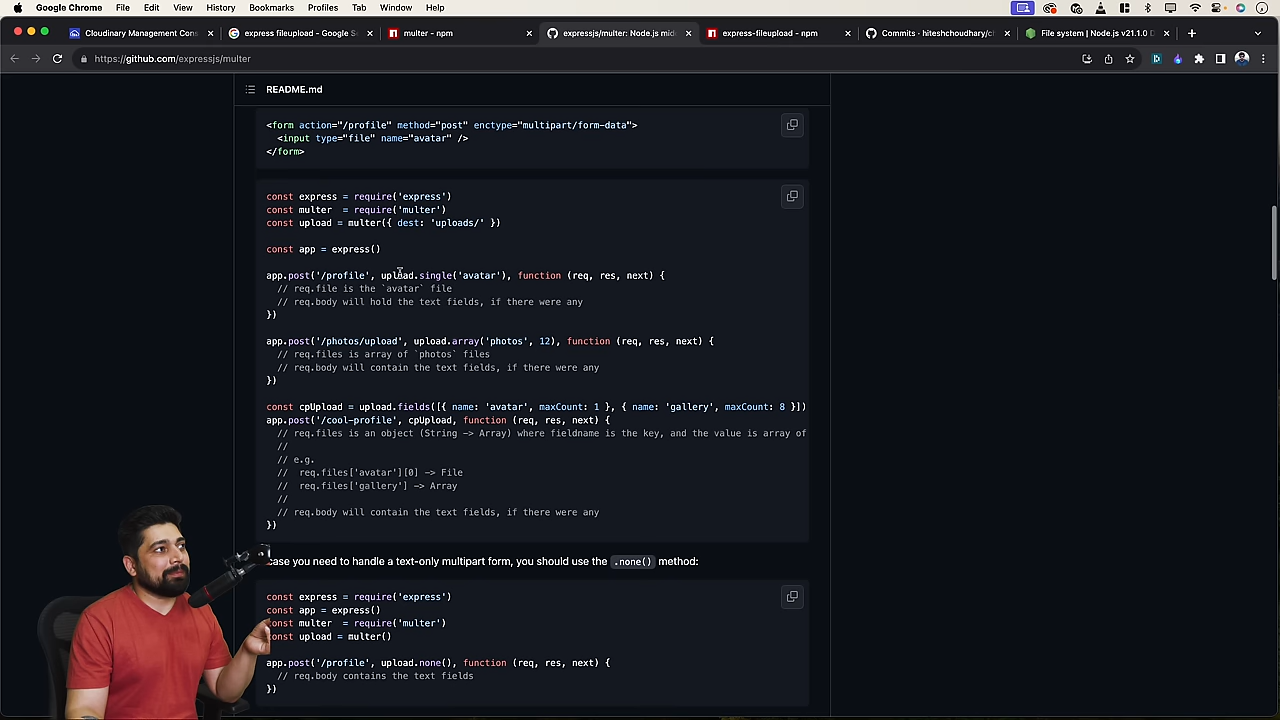 Google Chrome File Edit View History Bookmarks Profiles Tab Window Help
Cloudinary Management Con
express fileupload - Google S
multer - npm
expressjs/multer: Node.js mid
express-fileupload - npm
Commits · hiteshchoudhary/c
File system | Node.js v21.1.0 D
https://github.com/expressjs/multer
README.md
<form action="/profile" method="post" enctype="multipart/form-data">
<input type="file" name="avatar" />
</form>
const express = require('express')
const multer  = require('multer')
const upload = multer({ dest: 'uploads/' })
const app = express()
app.post('/profile', upload.single('avatar'), function (req, res, next) {
// req.file is the `avatar` file
// req.body will hold the text fields, if there were any
})
app.post('/photos/upload', upload.array('photos', 12), function (req, res, next) {
// req.files is array of `photos` files
// req.body will contain the text fields, if there were any
})
const cpUpload = upload.fields([{ name: 'avatar', maxCount: 1 }, { name: 'gallery', maxCount: 8 }])
app.post('/cool-profile', cpUpload, function (req, res, next) {
// req.files is an object (String -> Array) where fieldname is the key, and the value is array of
//
// e.g.
//  req.files['avatar'][0] -> File
//  req.files['gallery'] -> Array
//
// req.body will contain the text fields, if there were any
})
case you need to handle a text-only multipart form, you should use the .none() method:
const express = require('express')
const app = express()
const multer  = require('multer')
const upload = multer()
app.post('/profile', upload.none(), function (req, res, next) {
// req.body contains the text fields
})